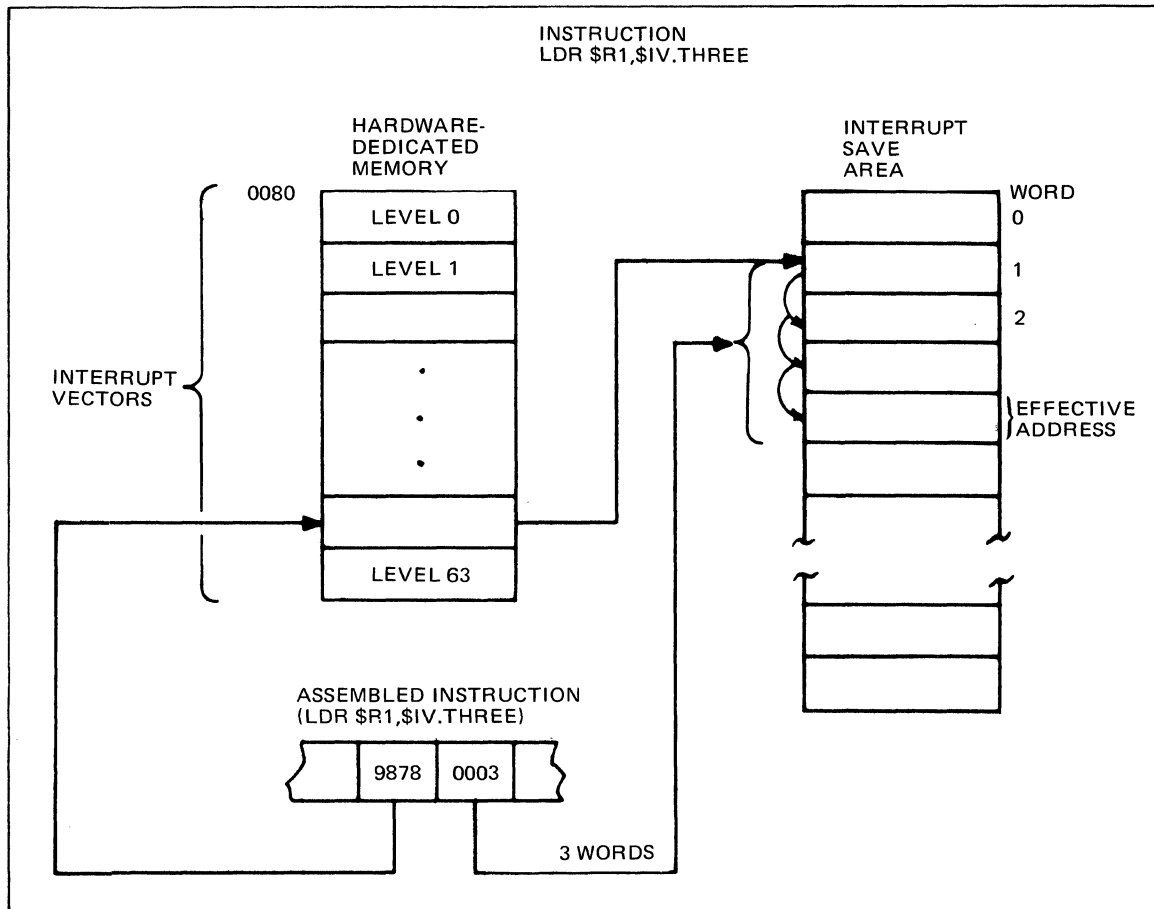 INSTRUCTION
LDR $R1,$IV.THREE
HARDWARE-
DEDICATED
MEMORY
INTERRUPT
SAVE
AREA
0080
LEVEL 0
LEVEL 1
.
.
.
LEVEL 63
INTERRUPT
VECTORS
WORD
0
1
2
EFFECTIVE
ADDRESS
ASSEMBLED INSTRUCTION
(LDR $R1,$IV.THREE)
9878
0003
3 WORDS